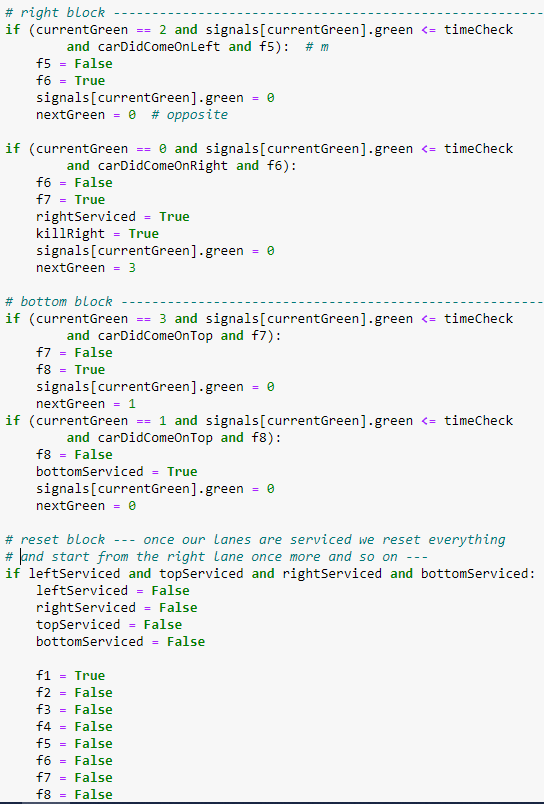 # right block --------------------------------------------------------
if (currentGreen == 2 and signals[currentGreen].green <= timeCheck
        and carDidComeOnLeft and f5):  # m
    f5 = False
    f6 = True
    signals[currentGreen].green = 0
    nextGreen = 0  # opposite

if (currentGreen == 0 and signals[currentGreen].green <= timeCheck
        and carDidComeOnRight and f6):
    f6 = False
    f7 = True
    rightServiced = True
    killRight = True
    signals[currentGreen].green = 0
    nextGreen = 3

# bottom block -------------------------------------------------------
if (currentGreen == 3 and signals[currentGreen].green <= timeCheck
        and carDidComeOnTop and f7):
    f7 = False
    f8 = True
    signals[currentGreen].green = 0
    nextGreen = 1
if (currentGreen == 1 and signals[currentGreen].green <= timeCheck
        and carDidComeOnTop and f8):
    f8 = False
    bottomServiced = True
    signals[currentGreen].green = 0
    nextGreen = 0

# reset block --- once our lanes are serviced we reset everything
# and start from the right lane once more and so on ---
if leftServiced and topServiced and rightServiced and bottomServiced:
    leftServiced = False
    rightServiced = False
    topServiced = False
    bottomServiced = False

    f1 = True
    f2 = False
    f3 = False
    f4 = False
    f5 = False
    f6 = False
    f7 = False
    f8 = False